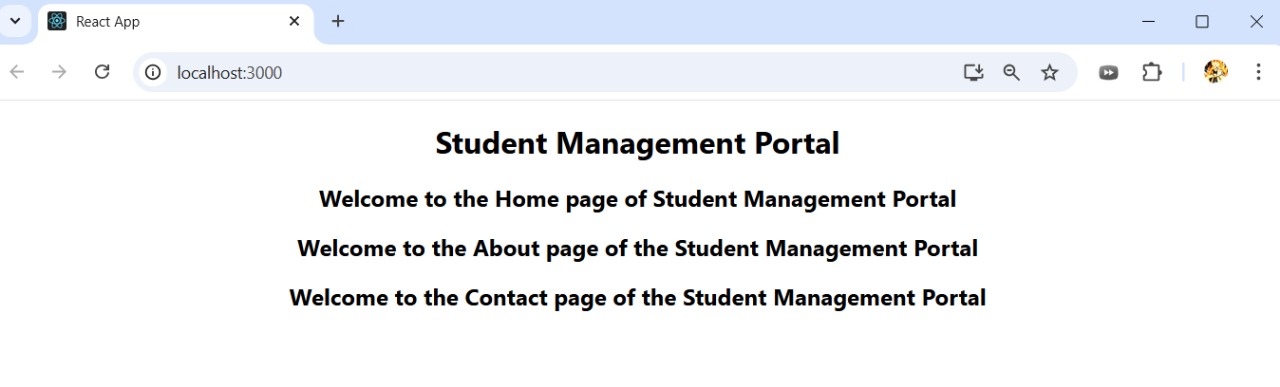 React App
localhost:3000
Student Management Portal
Welcome to the Home page of Student Management Portal
Welcome to the About page of the Student Management Portal
Welcome to the Contact page of the Student Management Portal